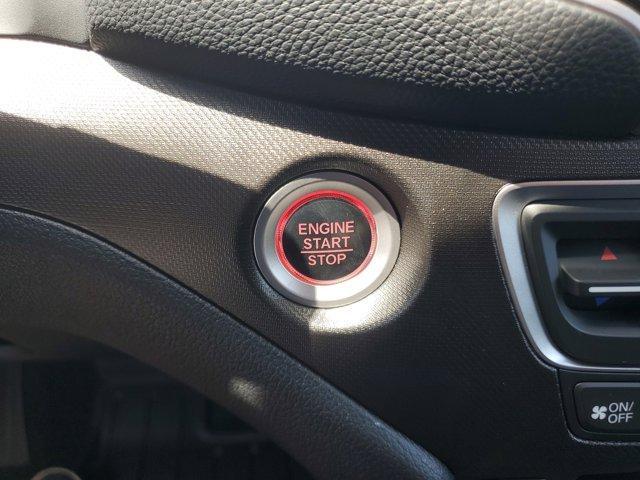 ENGINE
START
STOP
ON/
OFF